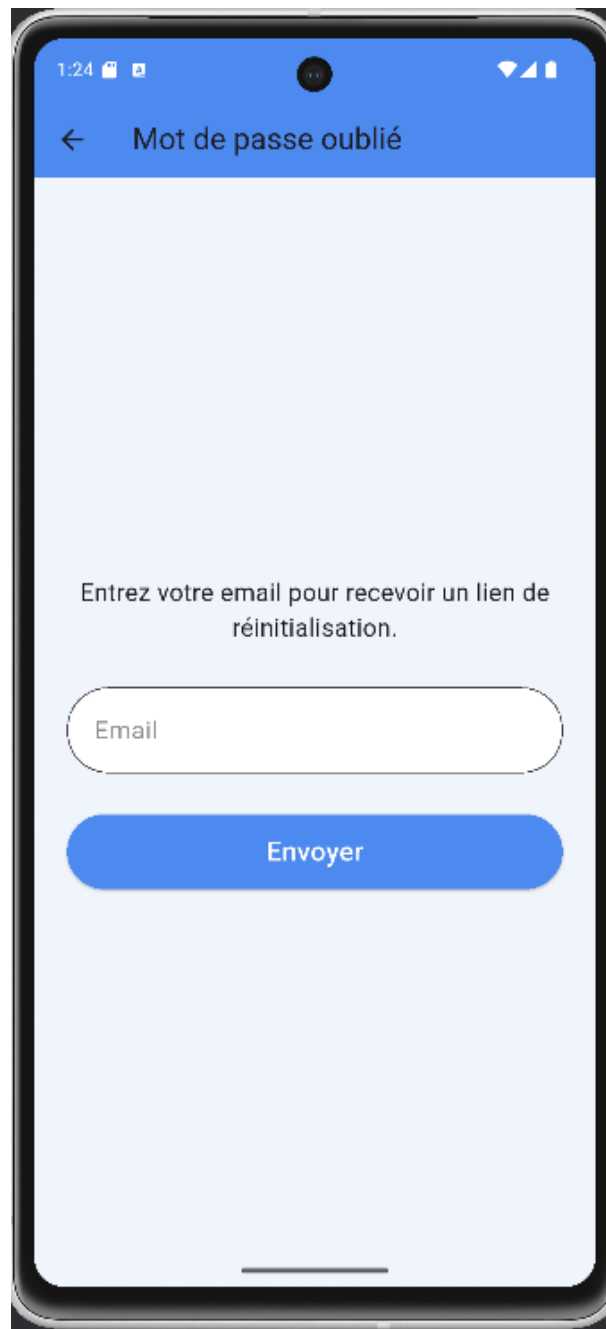 1:24
Mot de passe oublié
Entrez votre email pour recevoir un lien de
réinitialisation.
Email
Envoyer